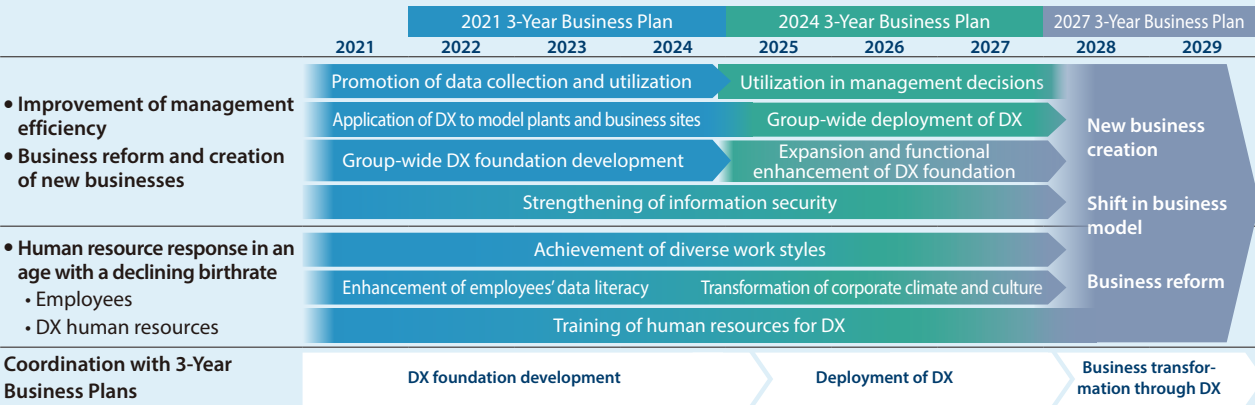 2021 3-Year Business Plan
2024 3-Year Business Plan
2027 3-Year Business Plan
2021
2022
2023
2024
2025
2026
2027
2028
2029
• Improvement of management
efficiency
• Business reform and creation
of new businesses
Promotion of data collection and utilization
Utilization in management decisions
Application of DX to model plants and business sites
Group-wide deployment of DX
Group-wide DX foundation development
Expansion and functional
enhancement of DX foundation
Strengthening of information security
• Human resource response in an
age with a declining birthrate
• Employees
• DX human resources
Achievement of diverse work styles
Enhancement of employees’ data literacy
Transformation of corporate climate and culture
Training of human resources for DX
New business
creation
Shift in business
model
Business reform
Coordination with 3-Year
Business Plans
DX foundation development
Deployment of DX
Business transfor-
mation through DX